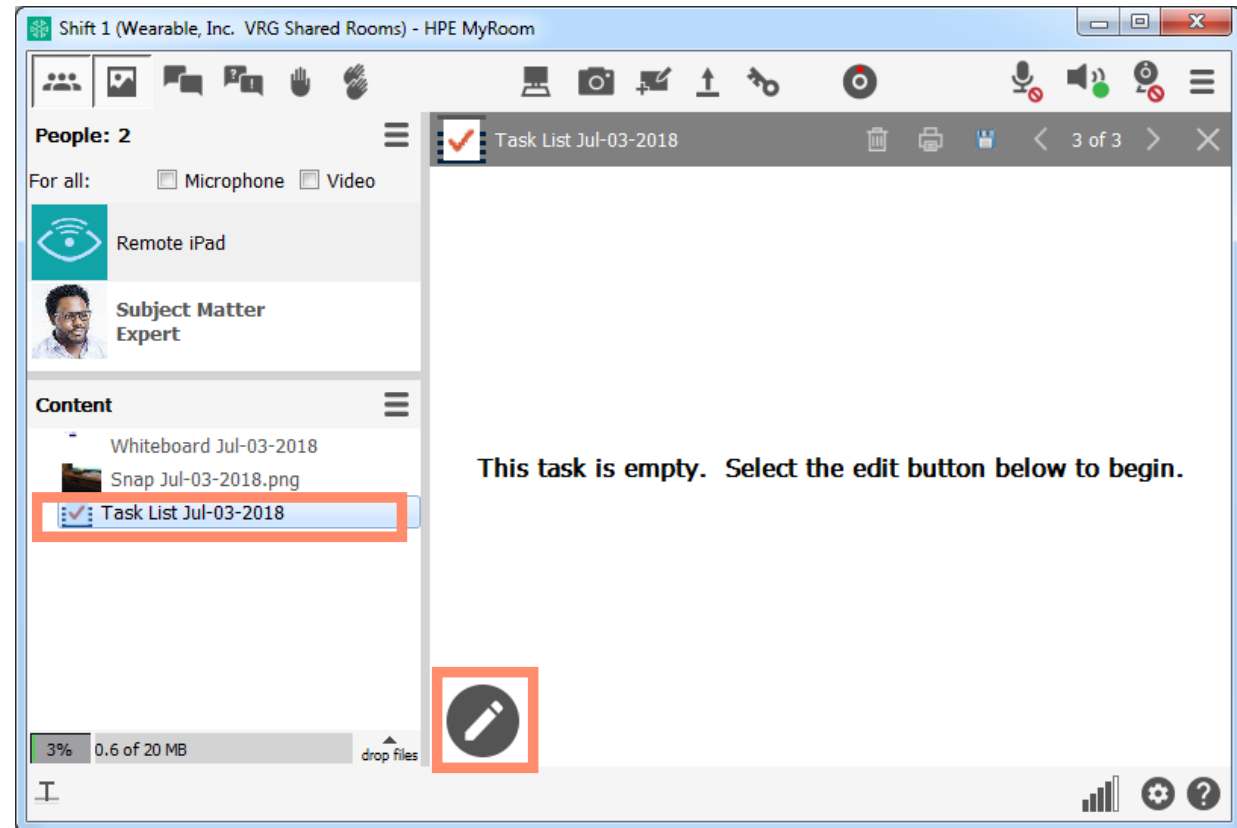 Shift 1 (Wearable, Inc.  VRG Shared Rooms) - HPE MyRoom
People: 2
For all: Microphone Video
Remote iPad
Subject Matter
Expert
Content
Whiteboard Jul-03-2018
Snap Jul-03-2018.png
Task List Jul-03-2018
3% 0.6 of 20 MB
drop files
Task List Jul-03-2018
3 of 3
This task is empty.  Select the edit button below to begin.